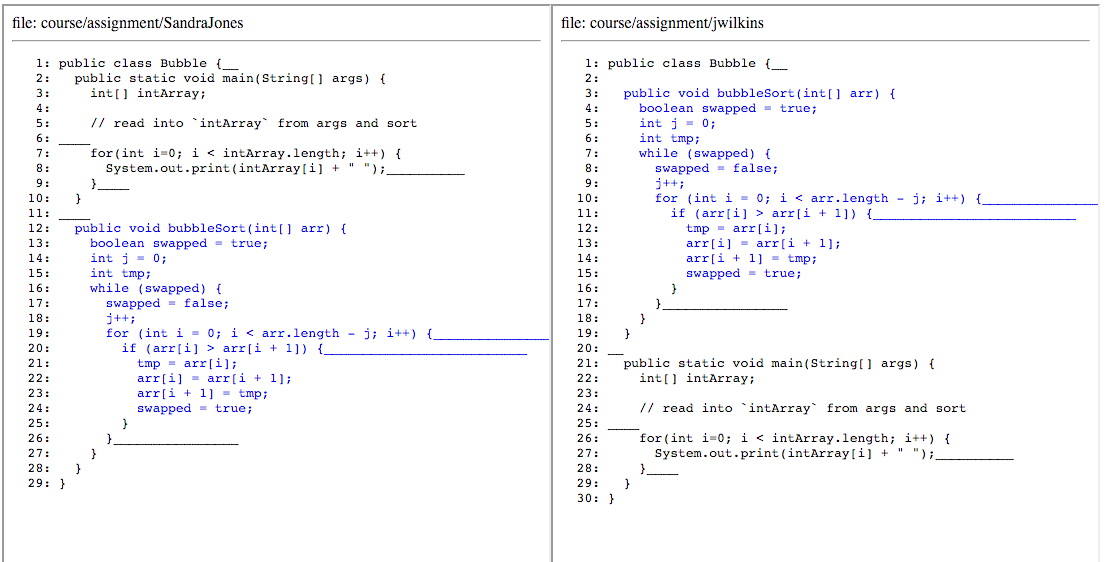 file: course/assignment/SandraJones
1: public class Bubble {__
2:   public static void main(String[] args) {
3:     int[] intArray;
4:
5:     // read into `intArray` from args and sort
6: ____
7:     for(int i=0; i < intArray.length; i++) {
8:       System.out.print(intArray[i] + " ");__________
9:     }____
10:   }
11: ____
12:   public void bubbleSort(int[] arr) {
13:     boolean swapped = true;
14:     int j = 0;
15:     int tmp;
16:     while (swapped) {
17:       swapped = false;
18:       j++;
19:       for (int i = 0; i < arr.length - j; i++) {_______________
20:         if (arr[i] > arr[i + 1]) {__________________________
21:           tmp = arr[i];
22:           arr[i] = arr[i + 1];
23:           arr[i + 1] = tmp;
24:           swapped = true;
25:         }
26:       }________________
27:     }
28:   }
29: }
file: course/assignment/jwilkins
1: public class Bubble {__
2:
3:   public void bubbleSort(int[] arr) {
4:     boolean swapped = true;
5:     int j = 0;
6:     int tmp;
7:     while (swapped) {
8:       swapped = false;
9:       j++;
10:       for (int i = 0; i < arr.length - j; i++) {_______________
11:         if (arr[i] > arr[i + 1]) {__________________________
12:           tmp = arr[i];
13:           arr[i] = arr[i + 1];
14:           arr[i + 1] = tmp;
15:           swapped = true;
16:         }
17:       }________________
18:     }
19:   }
20: __
21:   public static void main(String[] args) {
22:     int[] intArray;
23:
24:     // read into `intArray` from args and sort
25: ____
26:     for(int i=0; i < intArray.length; i++) {
27:       System.out.print(intArray[i] + " ");__________
28:     }____
29:   }
30: }